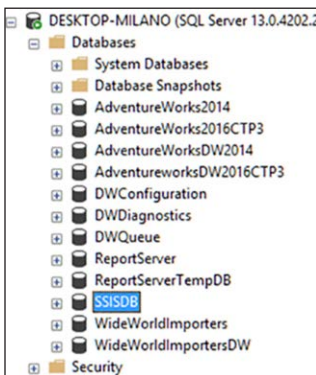 DESKTOP-MILANO (SQL Server 13.0.4202.2
Databases
System Databases
Database Snapshots
AdventureWorks2014
AdventureWorks2016CTP3
AdventureWorksDW2014
AdventureworksDW2016CTP3
DWConfiguration
DWDiagnostics
DWQueue
ReportServer
ReportServerTempDB
SSISDB
WideWorldImporters
WideWorldImportersDW
Security